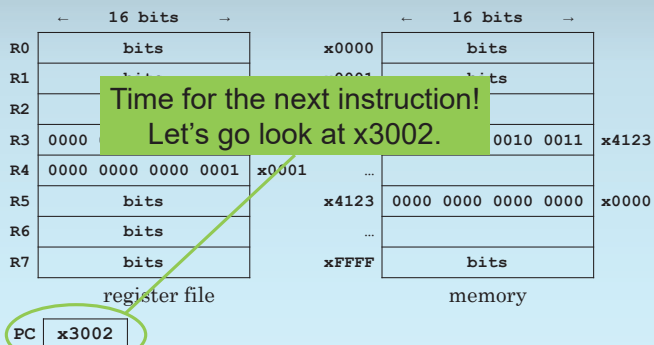 ← 16 bits → ← 16 bits →
R0 bits x0000 bits
R1
R2
Time for the next instruction!
Let's go look at x3002.
R3 0000 0010 0011 x4123
R4 0000 0000 0000 0001 x0001 …
R5 bits x4123 0000 0000 0000 0000 x0000
R6 bits …
R7 bits xFFFF bits
register file memory
PC x3002